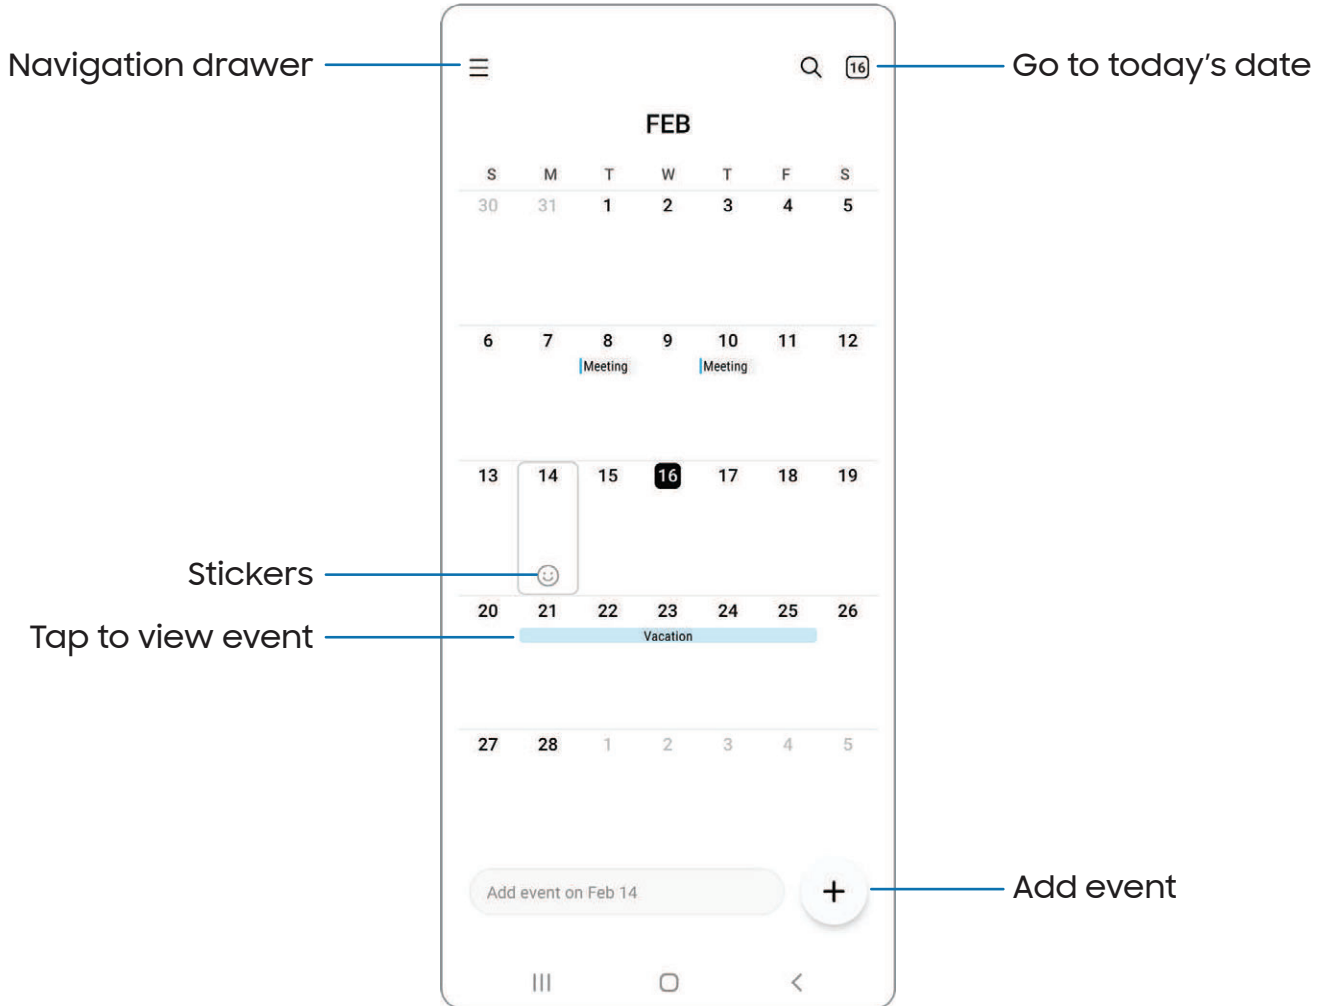 Navigation drawer
16
Go to today's date
FEB
S M T W T F S
30 31 1 2 3 4 5
6 7 8 9 10 11 12
Meeting Meeting
13 14 15 16 17 18 19
Stickers
20 21 22 23 24 25 26
Tap to view event
Vacation
27 28 1 2 3 4 5
Add event on Feb 14
Add event